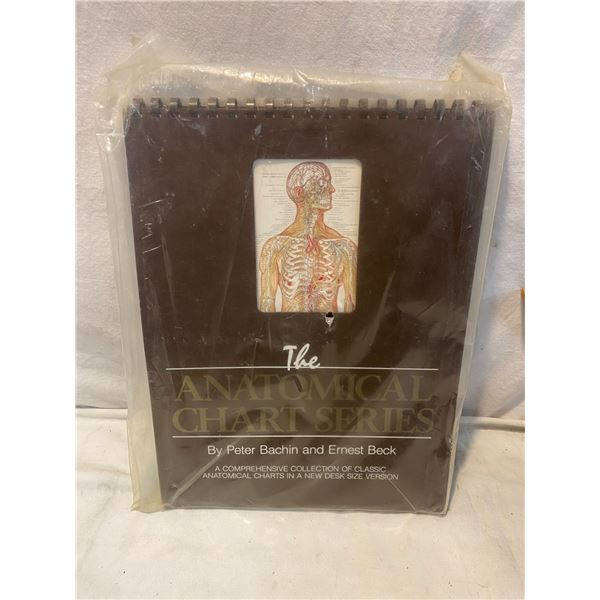 The
ANATOMICAL
CHART SERIES
By Peter Bachin and Ernest Beck
A COMPREHENSIVE COLLECTION OF CLASSIC
ANATOMICAL CHARTS IN A NEW DESK SIZE VERSION